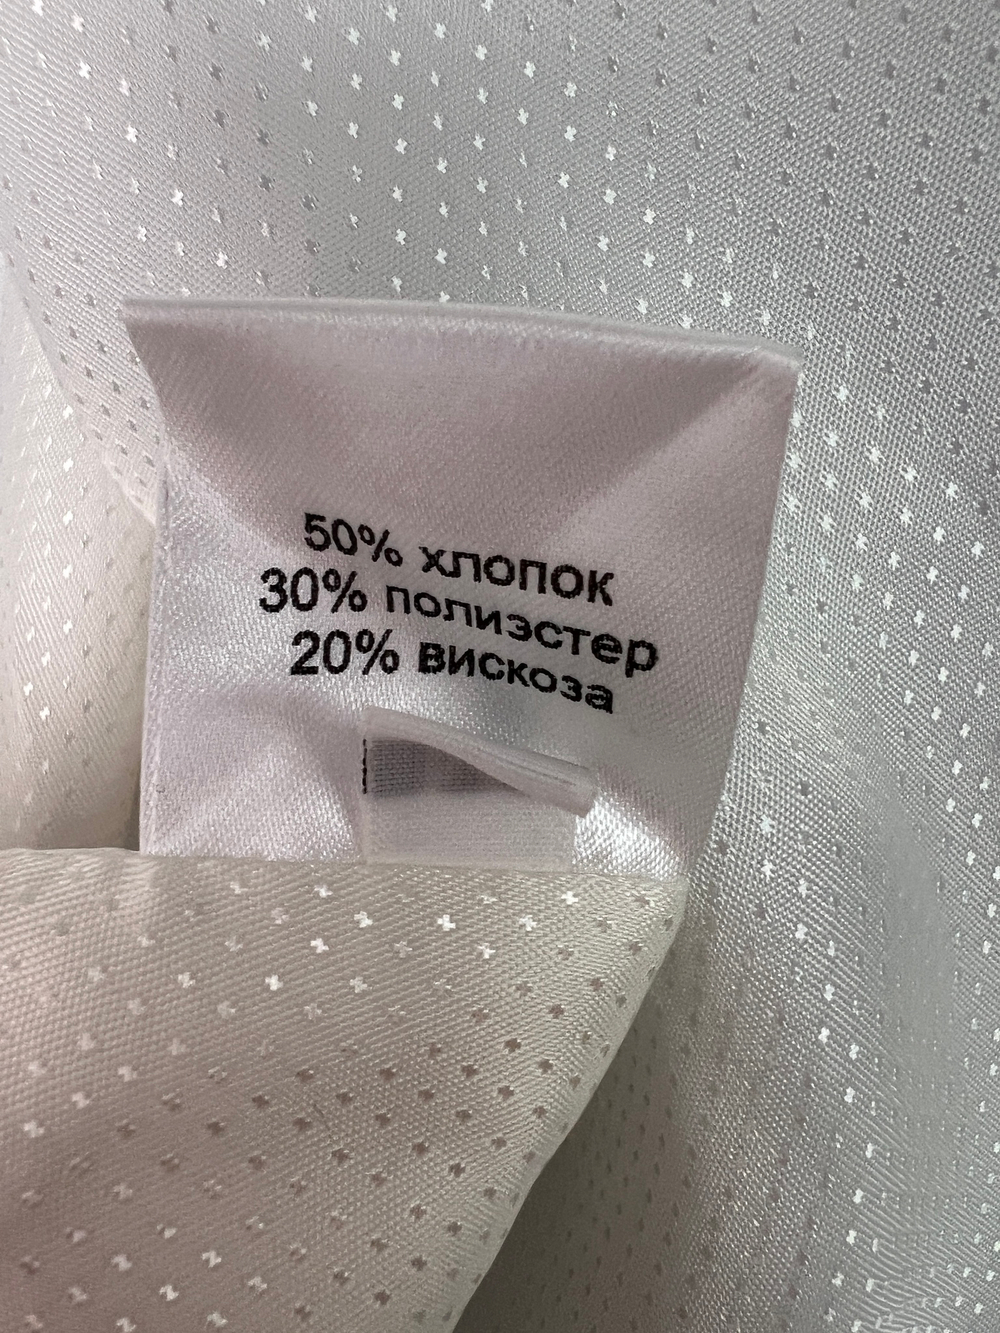 50% хлопок
30% полиэстер
20% вискоза